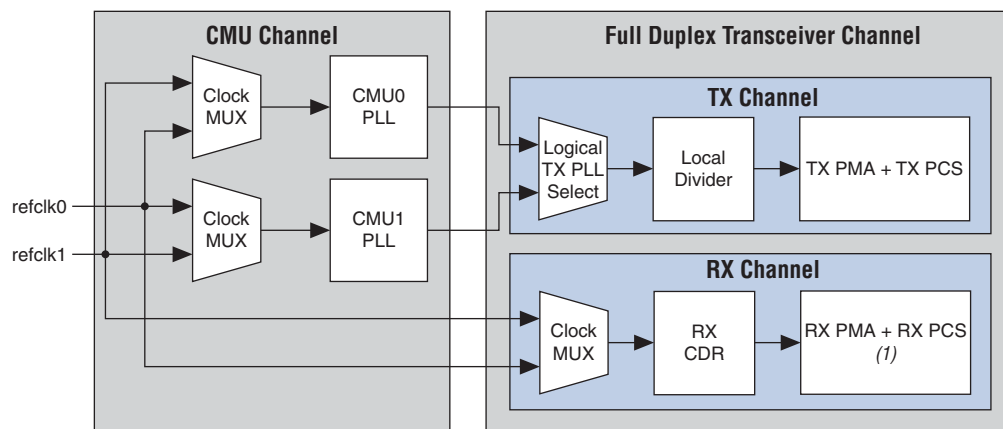 CMU Channel
Full Duplex Transceiver Channel
Clock
MUX
CMU0
PLL
TX Channel
Logical
TX PLL
Select
Local
Divider
TX PMA + TX PCS
refclk0
refclk1
Clock
MUX
CMU1
PLL
RX Channel
Clock
MUX
RX
CDR
RX PMA + RX PCS
(1)